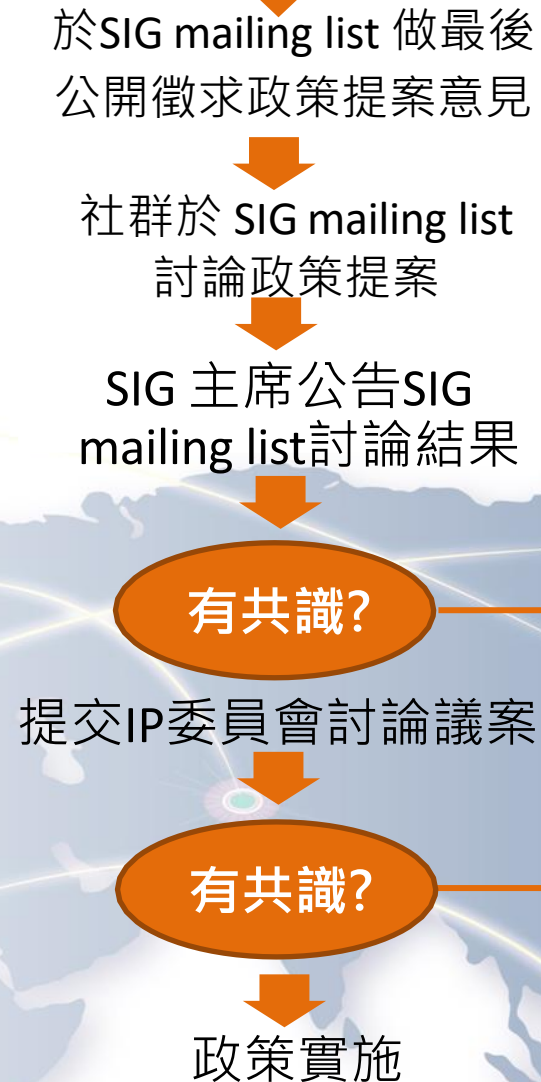 於SIG mailing list 做最後
公開徵求政策提案意見
社群於 SIG mailing list
討論政策提案
SIG 主席公告SIG
mailing list討論結果
有共識?
提交IP委員會討論議案
有共識?
政策實施